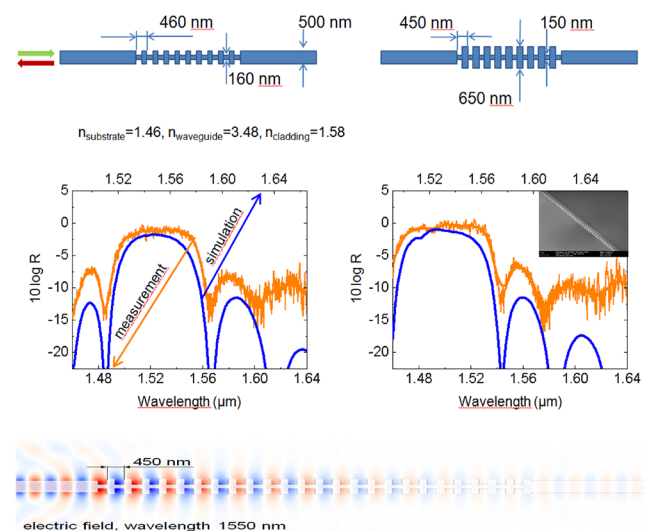 460 nm 500 nm 450 nm 150 nm
160 nm
650 nm
nsubstrate=1.46, nwaveguide=3.48, ncladding=1.58
1.52 1.56 1.60 1.64
5
0
-5
-10
-15
-20
10 log R
measurement
simulation
1.48 1.52 1.56 1.60 1.64
Wavelength (µm)
1.52 1.56 1.60 1.64
5
0
-5
-10
-15
-20
10 log R
1.48 1.52 1.56 1.60 1.64
Wavelength (µm)
450 nm
electric field, wavelength 1550 nm